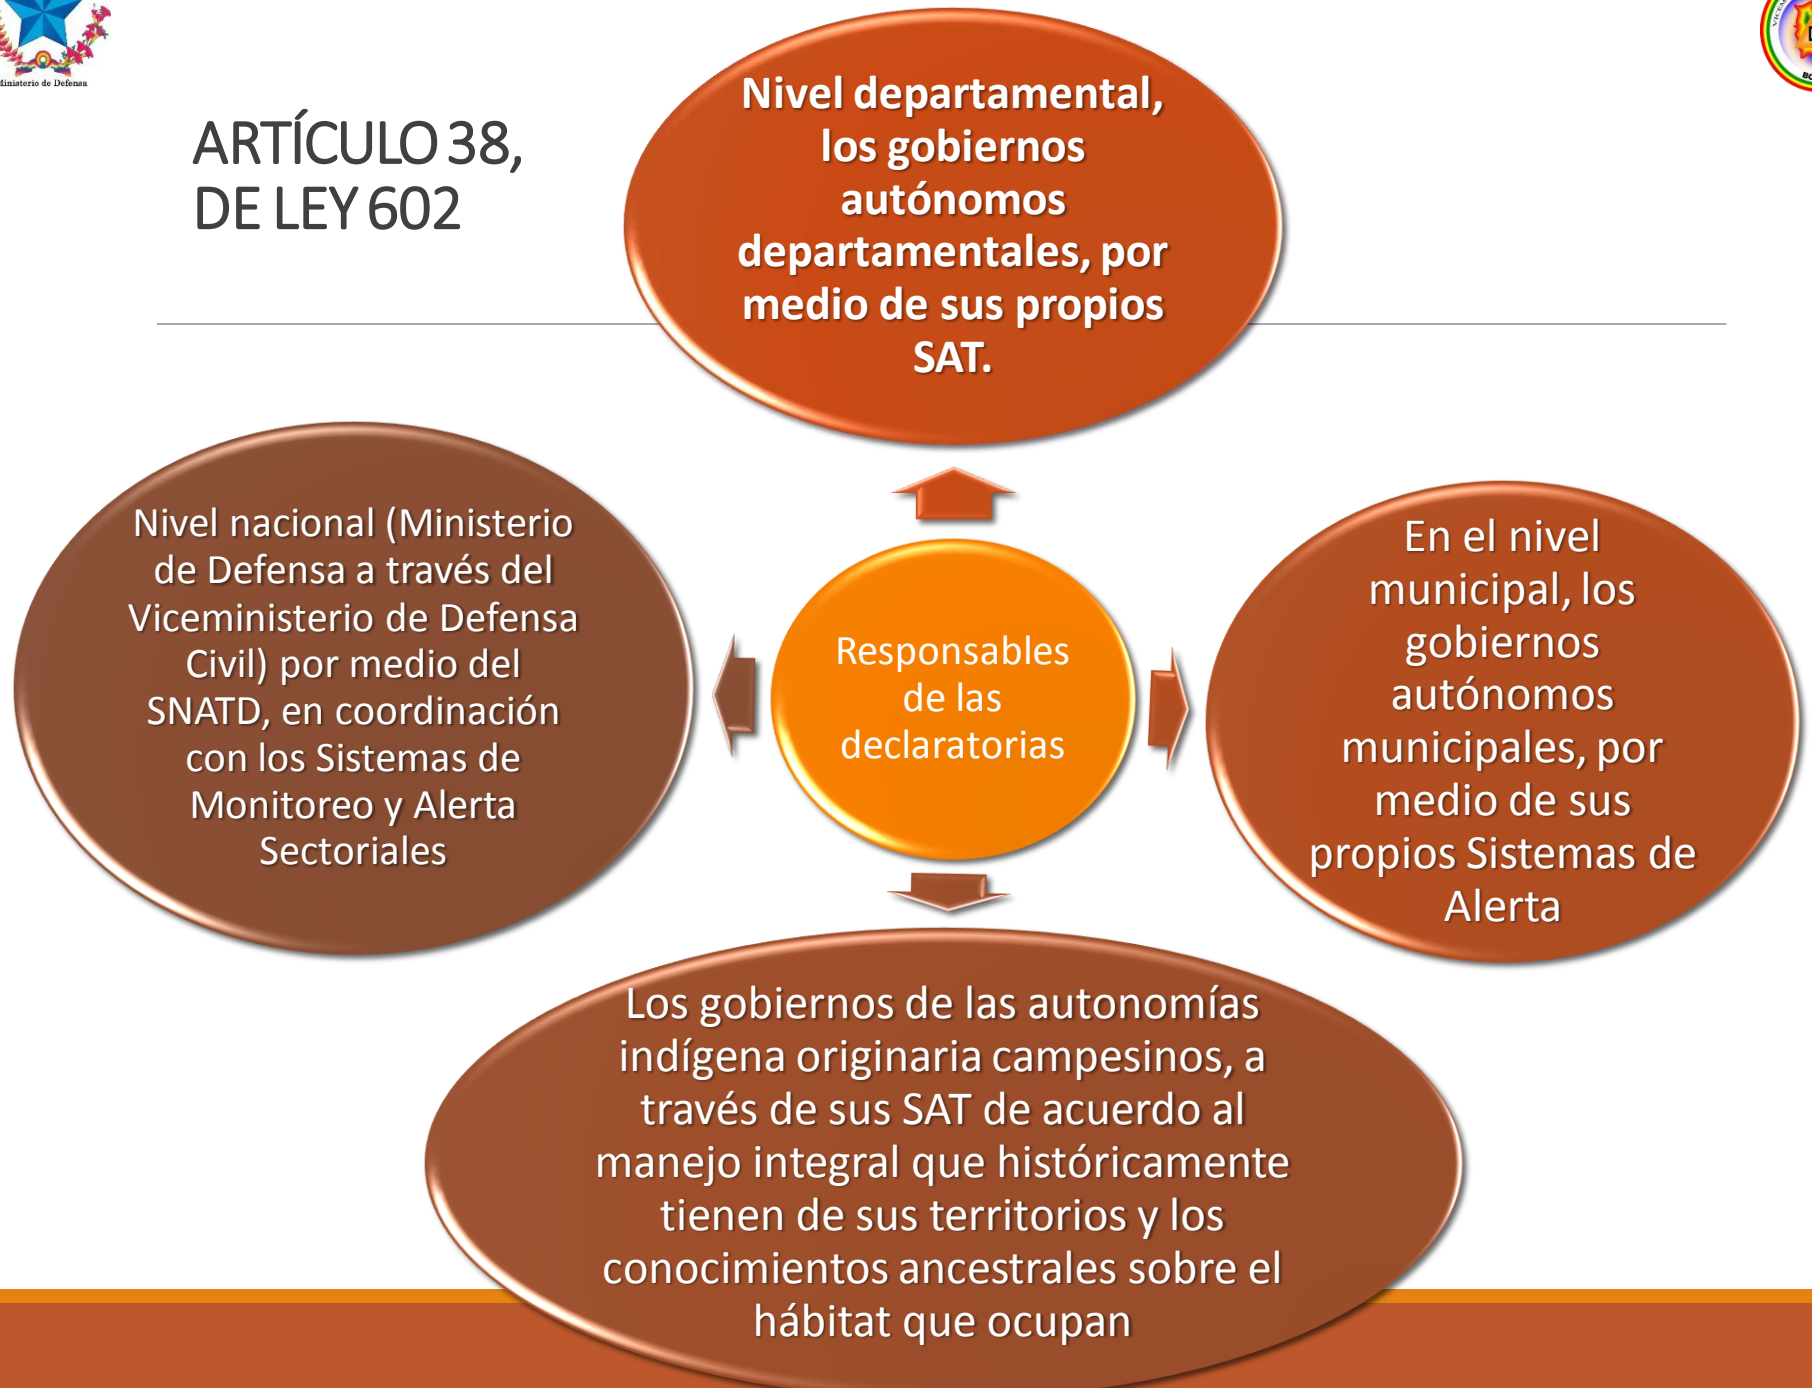 Ministerio de Defensa
ARTÍCULO 38,
DE LEY 602
Nivel departamental,
los gobiernos
autónomos
departamentales, por
medio de sus propios
SAT.
Nivel nacional (Ministerio
de Defensa a través del
Viceministerio de Defensa
Civil) por medio del
SNATD, en coordinación
con los Sistemas de
Monitoreo y Alerta
Sectoriales
Responsables
de las
declaratorias
En el nivel
municipal, los
gobiernos
autónomos
municipales, por
medio de sus
propios Sistemas de
Alerta
Los gobiernos de las autonomías
indígena originaria campesinos, a
través de sus SAT de acuerdo al
manejo integral que históricamente
tienen de sus territorios y los
conocimientos ancestrales sobre el
hábitat que ocupan